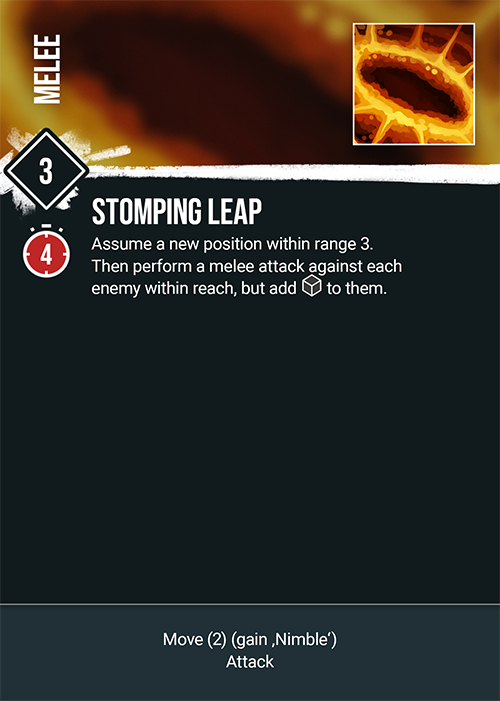 MELEE
3
STOMPING LEAP
4
Assume a new position within range 3.
Then perform a melee attack against each
enemy within reach, but add to them.
Move (2) (gain ‚Nimble‘)
Attack